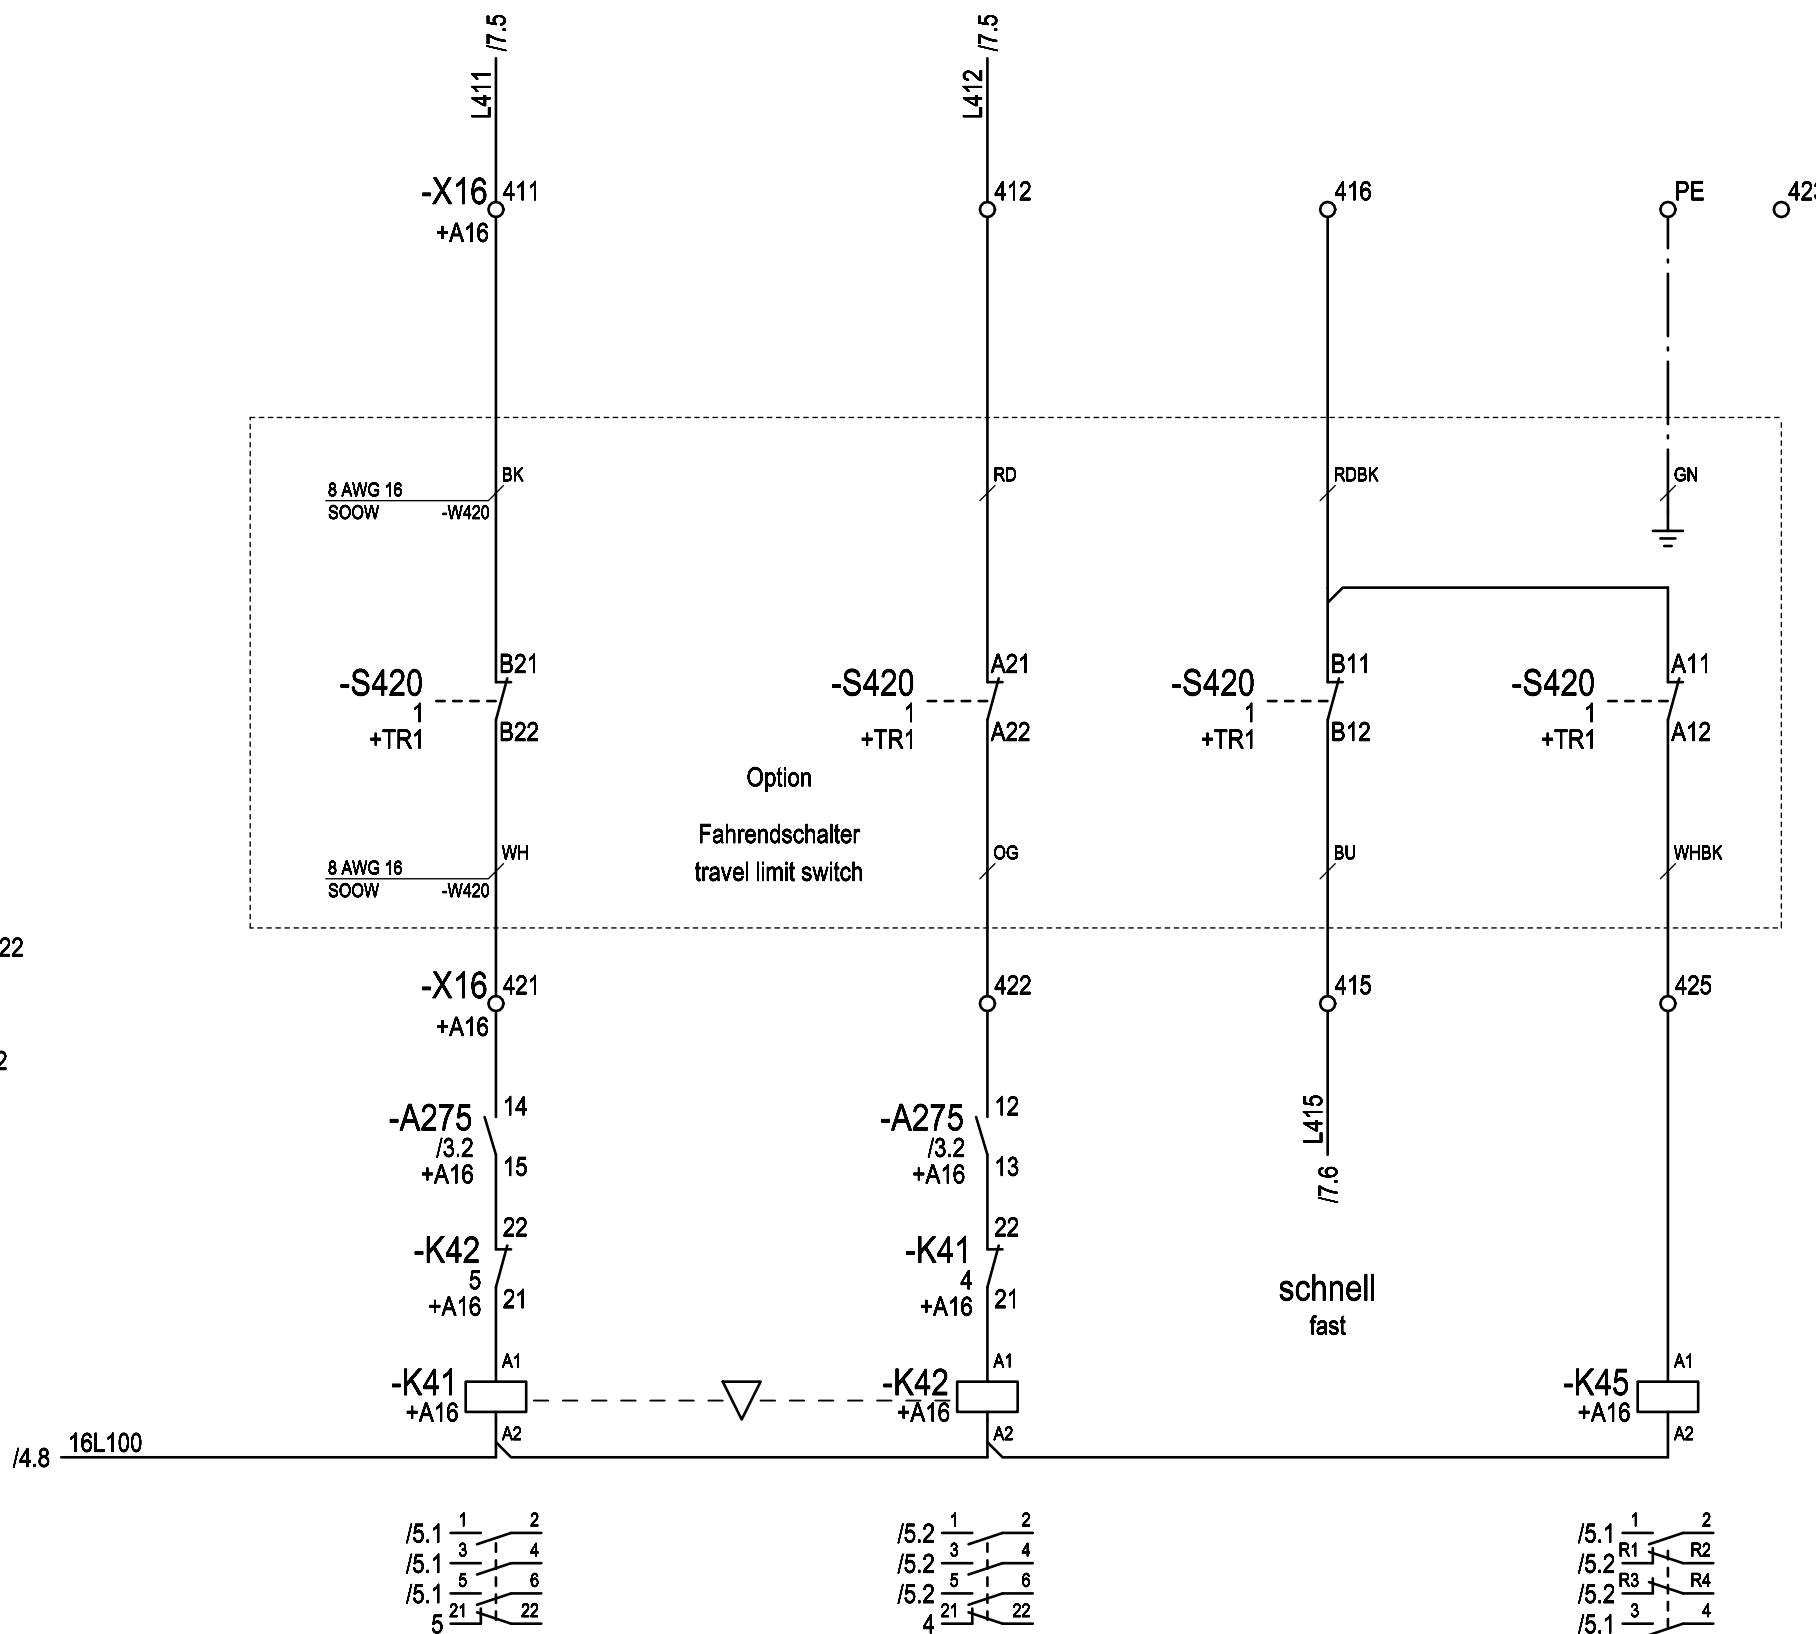 /7.5 /7.5
L411 L412
-X16 411 412 416 PE
+A16
BK RD RDBK GN
8 AWG 16
SOOW -W420
B21 A21 B11 A11
-S420 -S420 -S420 -S420
1 1 1 1
+TR1 B22 +TR1 A22 +TR1 B12 +TR1 A12
Option
Fahrendschalter
travel limit switch
WH OG BU WHBK
8 AWG 16
SOOW -W420
22
-X16 421 422 415 425
+A16
2
-A275 14 -A275 12
/3.2 /3.2
+A16 15 +A16 13
L415
/7.6
-K42 22 -K41 22
5 4
+A16 21 +A16 21
schnell
fast
A1 A1 A1
-K41 -K42 -K45
+A16 +A16 +A16
A2 A2 A2
/4.8 16L100
/5.1 1 2 /5.2 1 2 /5.1 1 2
/5.1 3 4 /5.2 3 4 /5.2 R1 R2
/5.1 5 6 /5.2 5 6 /5.2 R3 R4
5 21 22 4 21 22 /5.1 3 4